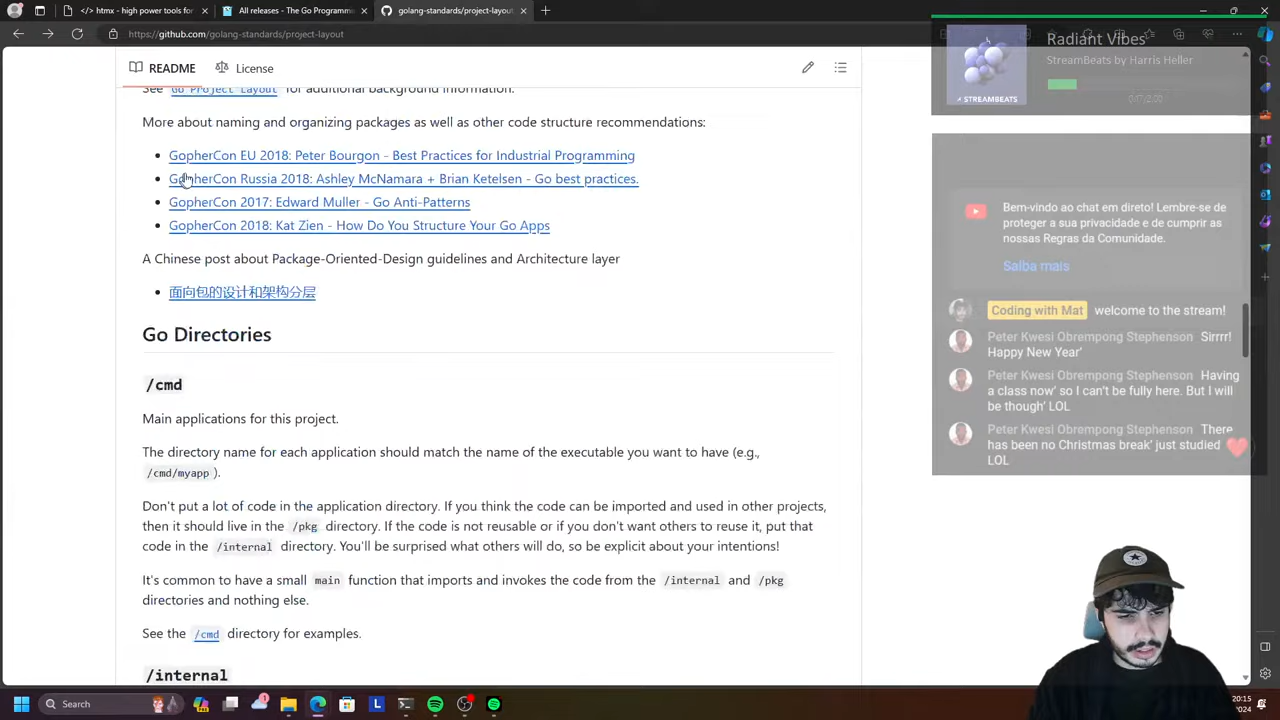 </> htmx - high power tools for
All releases - The Go Programm
golang-standards/project-layout
https://github.com/golang-standards/project-layout
README
License
See Go Project Layout for additional background information.
More about naming and organizing packages as well as other code structure recommendations:
GopherCon EU 2018: Peter Bourgon - Best Practices for Industrial Programming
GopherCon Russia 2018: Ashley McNamara + Brian Ketelsen - Go best practices.
GopherCon 2017: Edward Muller - Go Anti-Patterns
GopherCon 2018: Kat Zien - How Do You Structure Your Go Apps
A Chinese post about Package-Oriented-Design guidelines and Architecture layer
面向包的设计和架构分层
Go Directories
/cmd
Main applications for this project.
The directory name for each application should match the name of the executable you want to have (e.g.,
/cmd/myapp ).
Don't put a lot of code in the application directory. If you think the code can be imported and used in other projects,
then it should live in the /pkg directory. If the code is not reusable or if you don't want others to reuse it, put that
code in the /internal directory. You'll be surprised what others will do, so be explicit about your intentions!
It's common to have a small main function that imports and invokes the code from the /internal and /pkg
directories and nothing else.
See the /cmd directory for examples.
/internal
Radiant Vibes
StreamBeats by Harris Heller
STREAMBEATS
Bem-vindo ao chat em direto! Lembre-se de
proteger a sua privacidade e de cumprir as
nossas Regras da Comunidade.
Saiba mais
Coding with Mat welcome to the stream!
Peter Kwesi Obrempong Stephenson Sirrrr!
Happy New Year'
Peter Kwesi Obrempong Stephenson Having
a class now' so I can't be fully here. But I will
be though' LOL
Peter Kwesi Obrempong Stephenson There
has been no Christmas break' just studied
LOL
Search
20:15
2024